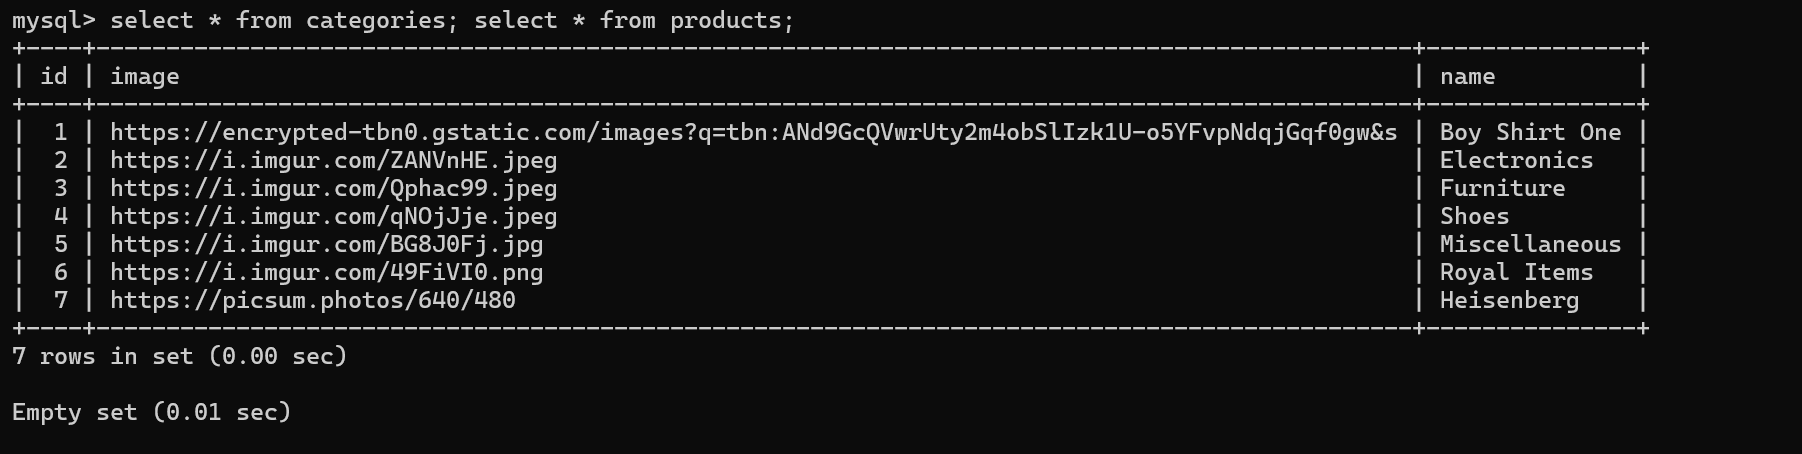 mysql> select * from categories; select * from products;
+----+----------------------------------------------------------------------------------------------+---------------+
| id | image                                                                                        | name          |
+----+----------------------------------------------------------------------------------------------+---------------+
|  1 | https://encrypted-tbn0.gstatic.com/images?q=tbn:ANd9GcQVwrUty2m4obSlIzk1U-o5YFvpNdqjGqf0gw&s | Boy Shirt One |
|  2 | https://i.imgur.com/ZANVnHE.jpeg                                                             | Electronics   |
|  3 | https://i.imgur.com/Qphac99.jpeg                                                             | Furniture     |
|  4 | https://i.imgur.com/qNOjJje.jpeg                                                             | Shoes         |
|  5 | https://i.imgur.com/BG8J0Fj.jpg                                                              | Miscellaneous |
|  6 | https://i.imgur.com/49FiVI0.png                                                              | Royal Items   |
|  7 | https://picsum.photos/640/480                                                                | Heisenberg    |
+----+----------------------------------------------------------------------------------------------+---------------+
7 rows in set (0.00 sec)
Empty set (0.01 sec)